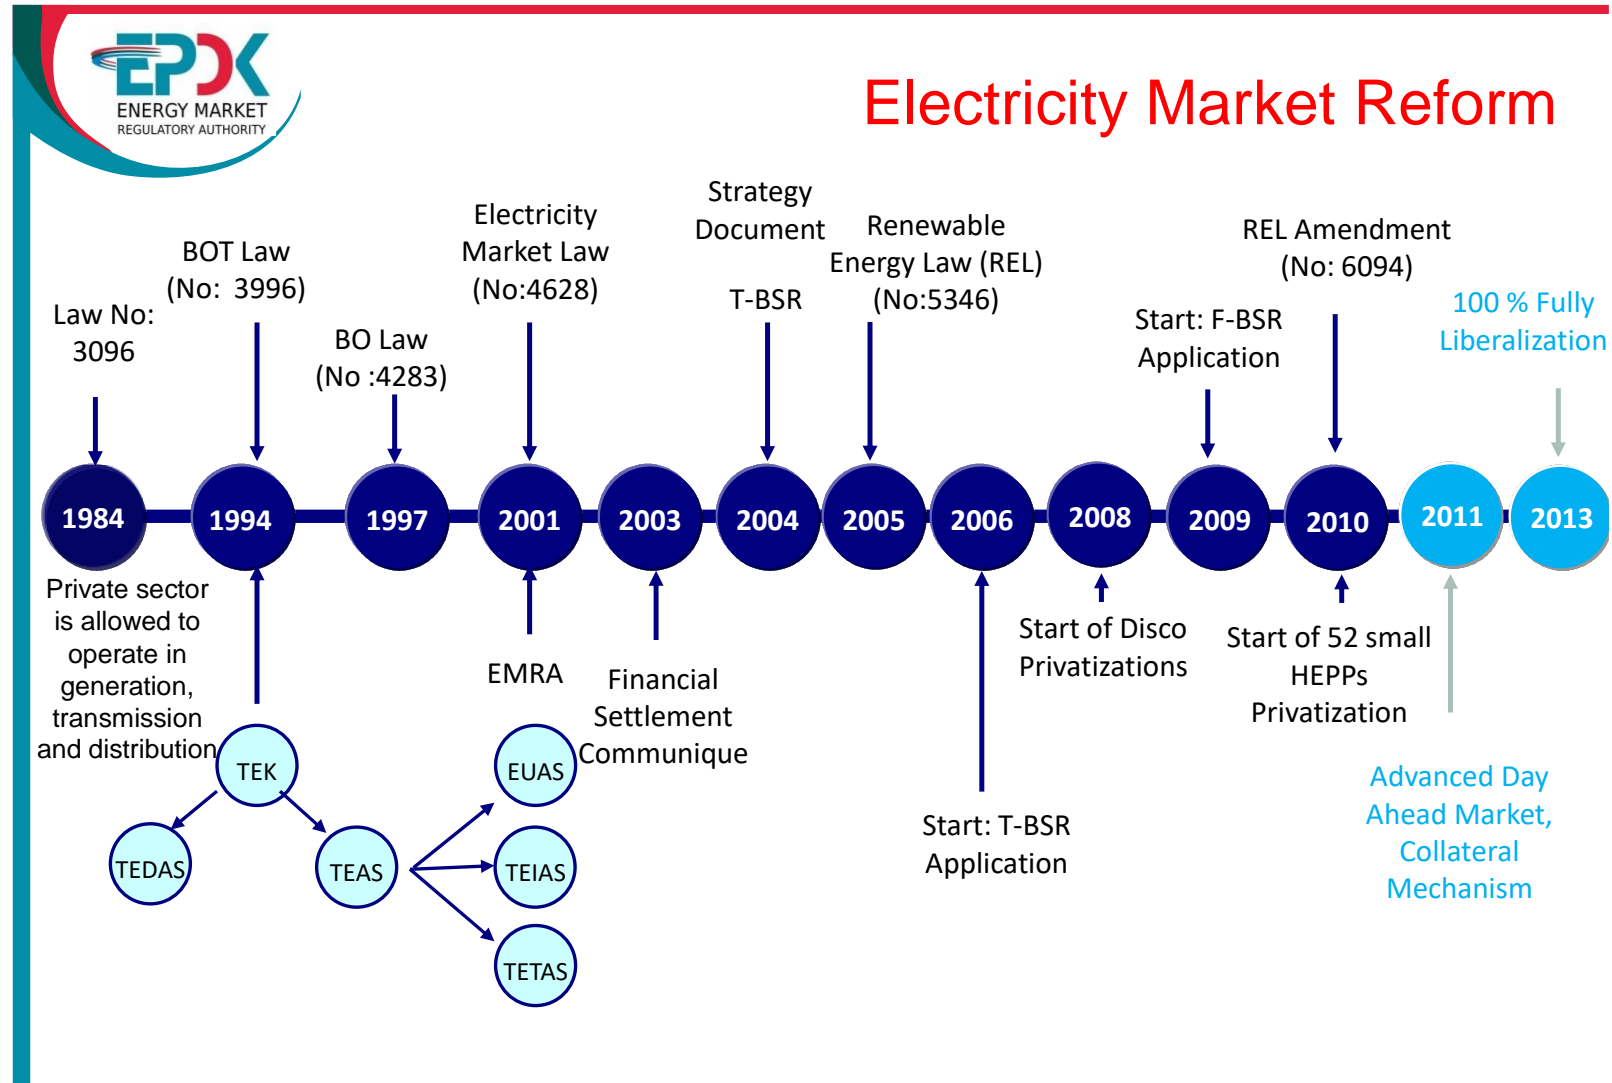 EPDK
ENERGY MARKET
REGULATORY AUTHORITY
Electricity Market Reform
Law No:
3096
BOT Law
(No:  3996)
BO Law
(No :4283)
Electricity
Market Law
(No:4628)
Strategy
Document
T-BSR
Renewable
Energy Law (REL)
(No:5346)
Start: F-BSR
Application
REL Amendment
(No: 6094)
100 % Fully
Liberalization
1984
1994
1997
2001
2003
2004
2005
2006
2008
2009
2010
2011
2013
Private sector
is allowed to
operate in
generation,
transmission
and distribution
TEK
TEDAS
TEAS
EMRA
EUAS
TEIAS
TETAS
Financial
Settlement
Communique
Start: T-BSR
Application
Start of Disco
Privatizations
Start of 52 small
HEPPs
Privatization
Advanced Day
Ahead Market,
Collateral
Mechanism